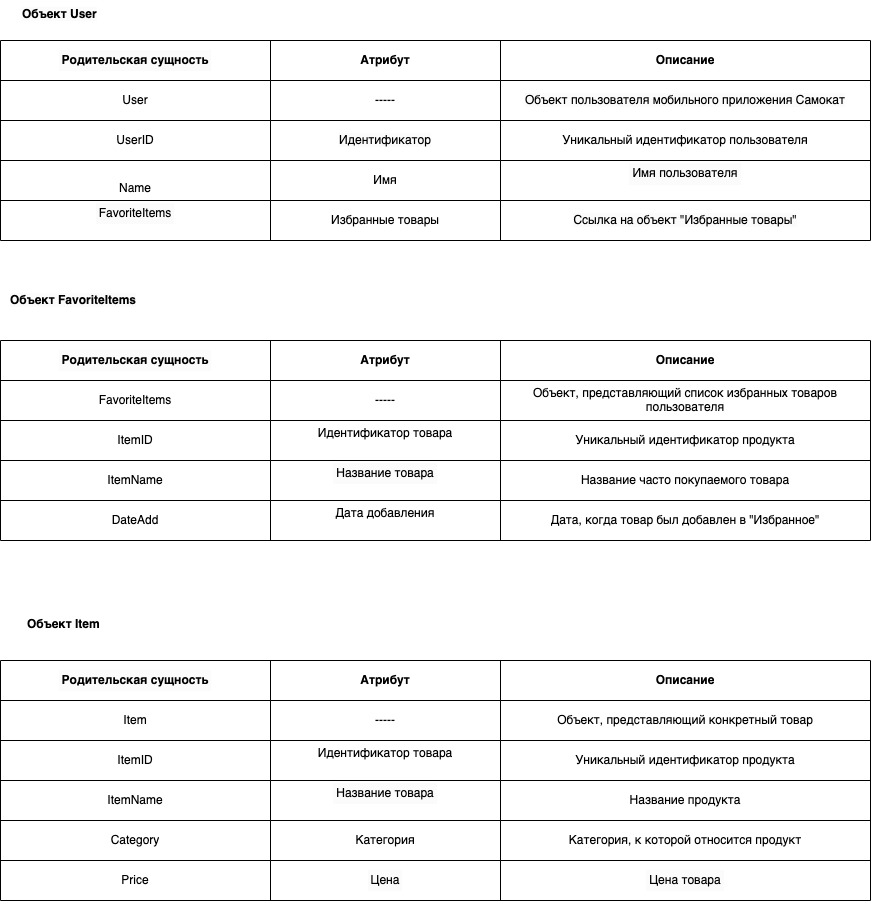 Объект User
Родительская сущность Атрибут Описание
User ----- Объект пользователя мобильного приложения Самокат
UserID Идентификатор Уникальный идентификатор пользователя
Name Имя Имя пользователя
FavoriteItems Избранные товары Ссылка на объект "Избранные товары"
Объект FavoriteItems
Родительская сущность Атрибут Описание
FavoriteItems ----- Объект, представляющий список избранных товаров
пользователя
ItemID Идентификатор товара Уникальный идентификатор продукта
ItemName Название товара Название часто покупаемого товара
DateAdd Дата добавления Дата, когда товар был добавлен в "Избранное"
Объект Item
Родительская сущность Атрибут Описание
Item ----- Объект, представляющий конкретный товар
ItemID Идентификатор товара Уникальный идентификатор продукта
ItemName Название товара Название продукта
Category Категория Категория, к которой относится продукт
Price Цена Цена товара